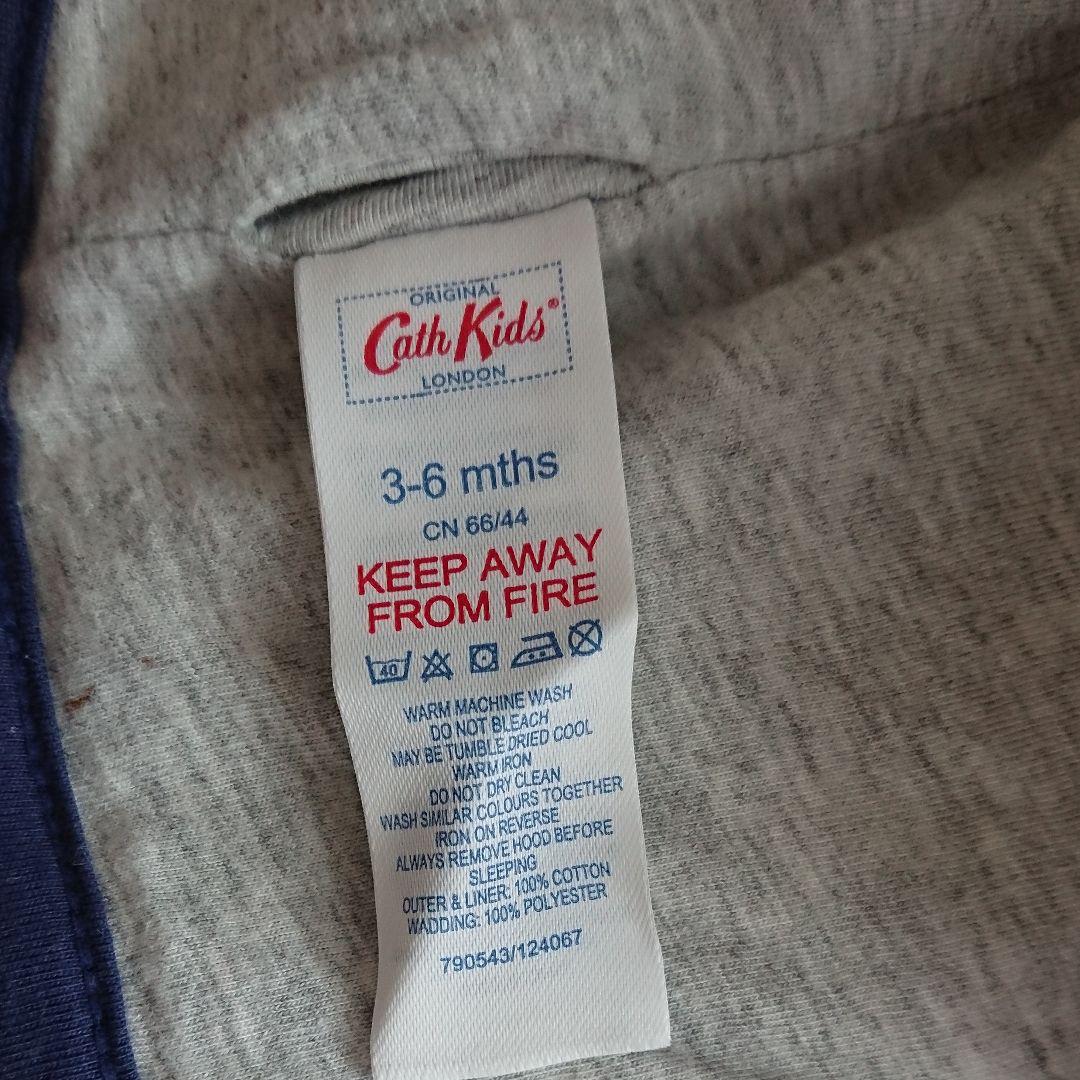 ORIGINAL
Cath Kids®
LONDON
3-6 mths
CN 66/44
KEEP AWAY
FROM FIRE
40
WARM MACHINE WASH
DO NOT BLEACH
MAY BE TUMBLE DRIED COOL
WARM IRON
DO NOT DRY CLEAN
WASH SIMILAR COLOURS TOGETHER
IRON ON REVERSE
ALWAYS REMOVE HOOD BEFORE
SLEEPING
OUTER & LINER: 100% COTTON
WADDING: 100% POLYESTER
790543/124067